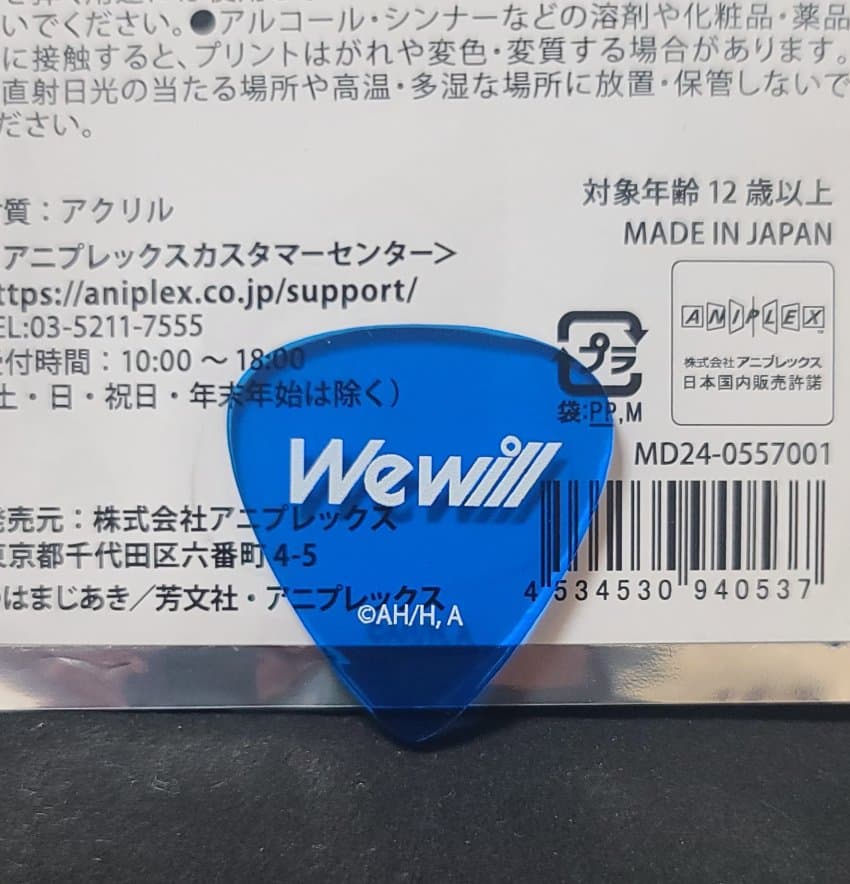 いでください。●アルコール・シンナーなどの溶剤や化粧品・薬品
に接触すると、プリントはがれや変色・変質する場合があります。
直射日光の当たる場所や高温・多湿な場所に放置・保管しないで
ださい。
質：アクリル
アニプレックスカスタマーセンター＞
ttps://aniplex.co.jp/support/
EL:03-5211-7555
受付時間：10:00 ～ 18:00
土・日・祝日・年末年始は除く）
発売元：株式会社アニプレックス
東京都千代田区六番町 4-5
はまじあき／芳文社・アニプレックス
対象年齢 12 歳以上
MADE IN JAPAN
プラ
袋:PP,M
ANIPLEX
株式会社アニプレックス
日本国内販売許諾
MD24-0557001
4 534530 940537
Wewill
©AH/H, A